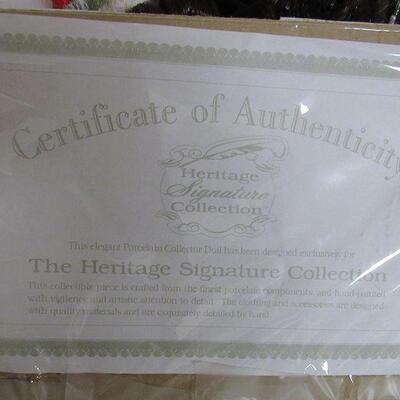 Certificate of Authenticity
Heritage
Signature
Collection
This elegant Porcelain Collector Doll has been designed exclusively for
The Heritage Signature Collection
This collectible piece is crafted from the finest porcelain components, and hand-painted
with vigilence and artistic attention to detail. The clothing and accessories are designed
with quality materials and are exquisitely detailed by hand.